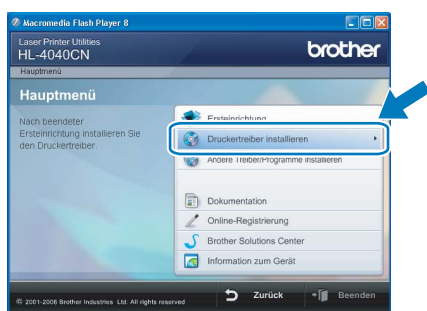 Macromedia Flash Player 8
Laser Printer Utilities
HL-4040CN
brother
Hauptmenü
Hauptmenü
Nach beendeter
Ersteinrichtung installieren Sie
den Druckertreiber.
Ersteinrichtung
Druckertreiber installieren
Andere Treiber/Programme installieren
Dokumentation
Online-Registrierung
Brother Solutions Center
Information zum Gerät
© 2001-2006 Brother Industries Ltd. All rights reserved
Zurück
Beenden